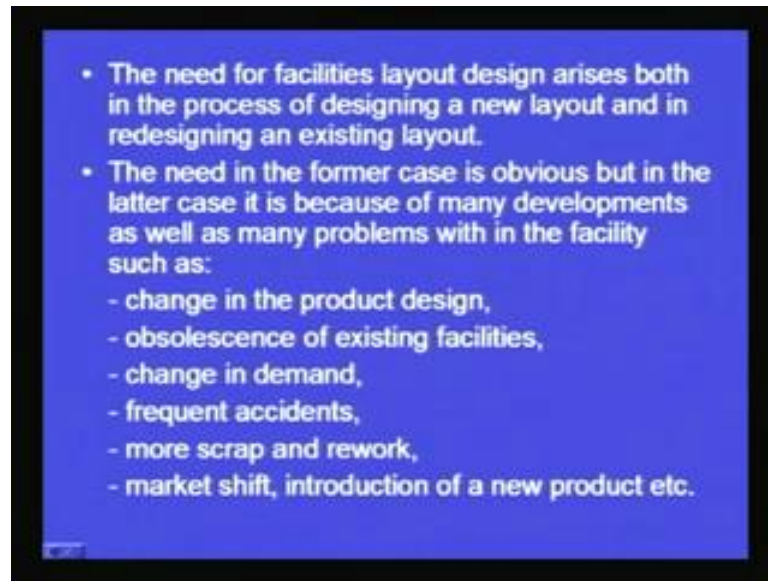 • The need for facilities layout design arises both
in the process of designing a new layout and in
redesigning an existing layout.
• The need in the former case is obvious but in the
latter case it is because of many developments
as well as many problems with in the facility
such as:
- change in the product design,
- obsolescence of existing facilities,
- change in demand,
- frequent accidents,
- more scrap and rework,
- market shift, introduction of a new product etc.